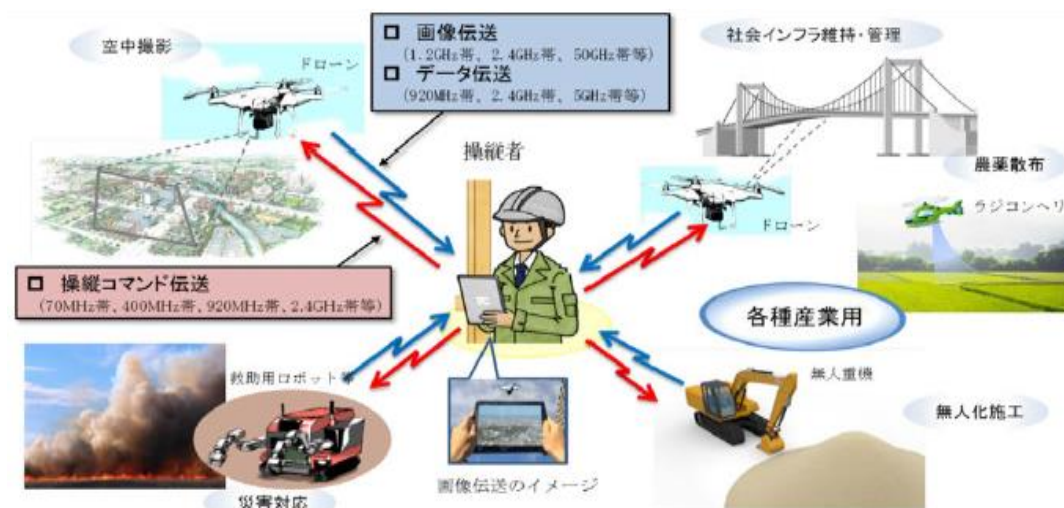 空中撮影
ドローン
□ 画像伝送
(1.2GHz帯、2.4GHz帯、50GHz帯等)
□ データ伝送
(920MHz帯、2.4GHz帯、5GHz帯等)
社会インフラ維持・管理
操縦者
ドローン
農薬散布
ラジコンヘリ
□ 操縦コマンド伝送
(70MHz帯、400MHz帯、920MHz帯、2.4GHz帯等)
各種産業用
救助用ロボット等
無人重機
無人化施工
画像伝送のイメージ
災害対応